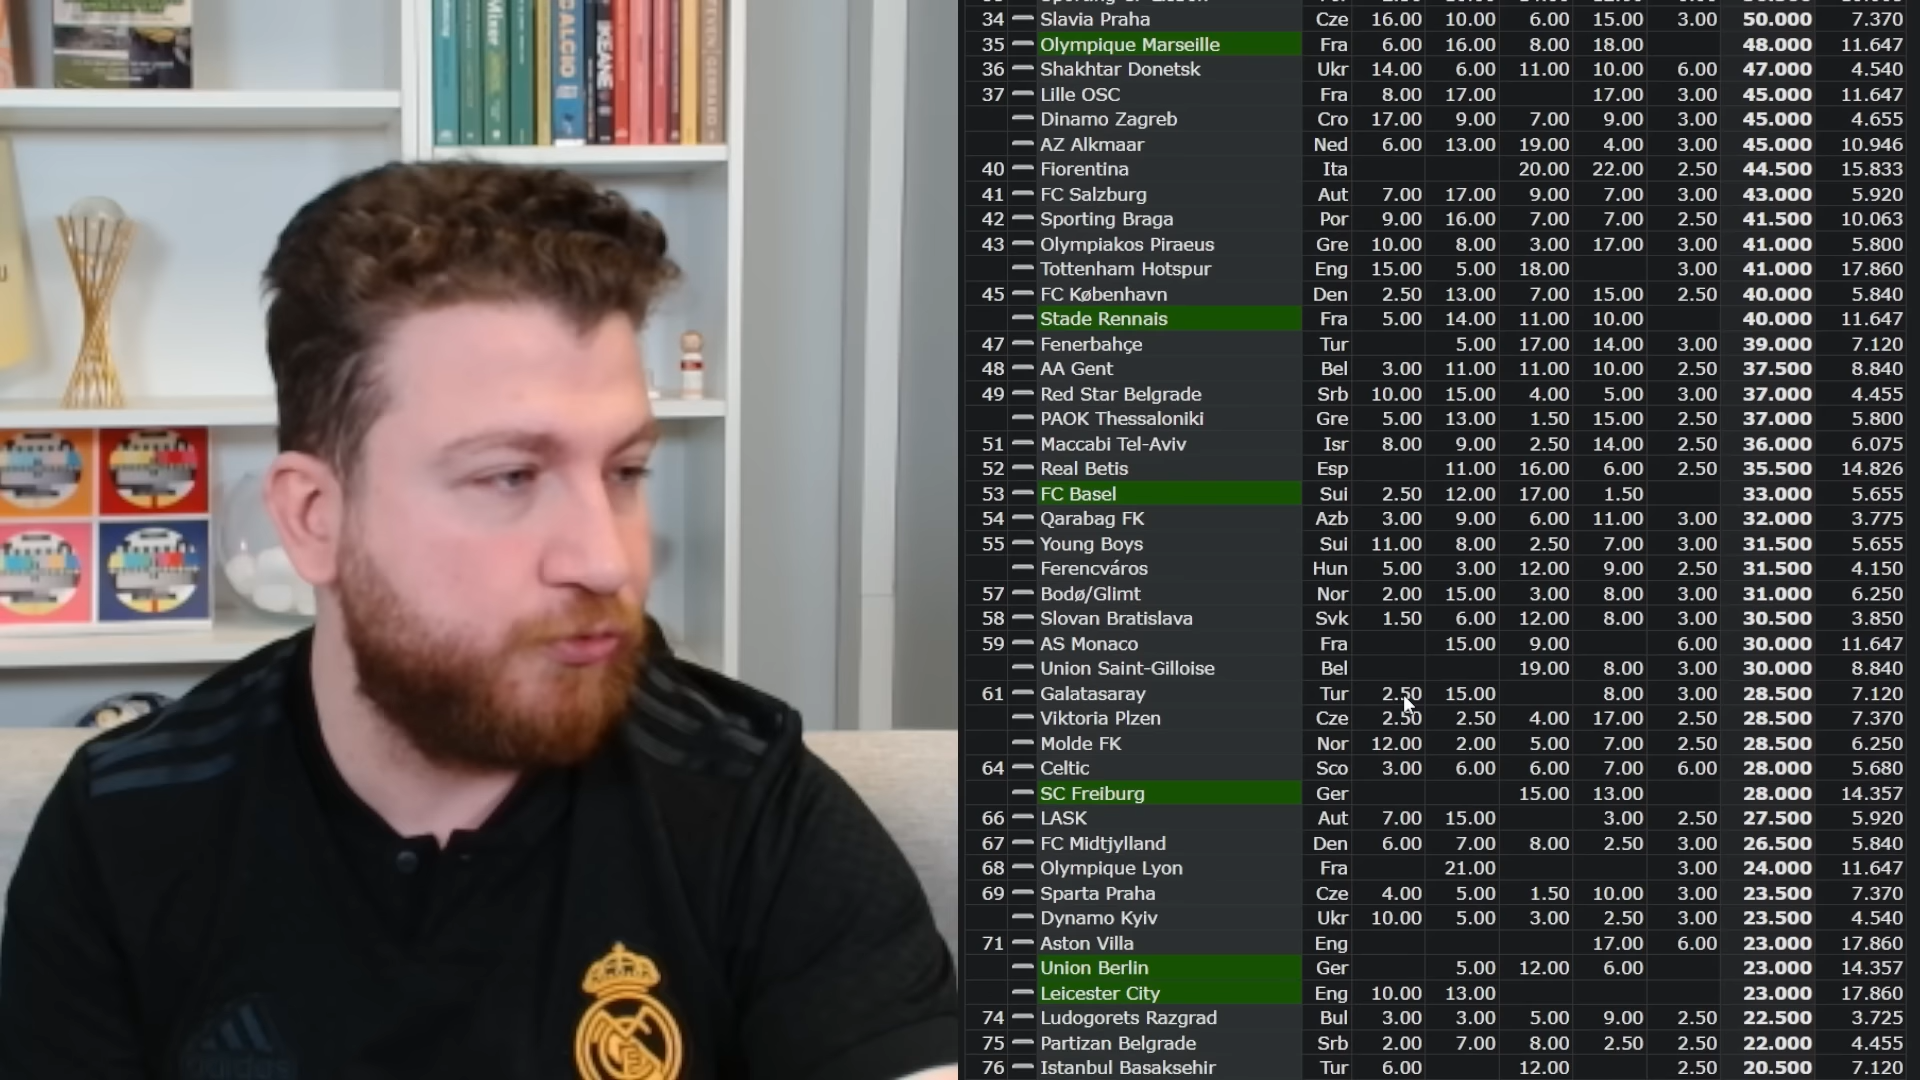 34 Slavia Praha Cze 16.00 10.00 6.00 15.00 3.00 50.000 7.370
35 Olympique Marseille Fra 6.00 16.00 8.00 18.00 48.000 11.647
36 Shakhtar Donetsk Ukr 14.00 6.00 11.00 10.00 6.00 47.000 4.540
37 Lille OSC Fra 8.00 17.00 17.00 3.00 45.000 11.647
Dinamo Zagreb Cro 17.00 9.00 7.00 9.00 3.00 45.000 4.655
AZ Alkmaar Ned 6.00 13.00 19.00 4.00 3.00 45.000 10.946
40 Fiorentina Ita 20.00 22.00 2.50 44.500 15.833
41 FC Salzburg Aut 7.00 17.00 9.00 7.00 3.00 43.000 5.920
42 Sporting Braga Por 9.00 16.00 7.00 7.00 2.50 41.500 10.063
43 Olympiakos Piraeus Gre 10.00 8.00 3.00 17.00 3.00 41.000 5.800
Tottenham Hotspur Eng 15.00 5.00 18.00 3.00 41.000 17.860
45 FC København Den 2.50 13.00 7.00 15.00 2.50 40.000 5.840
Stade Rennais Fra 5.00 14.00 11.00 10.00 40.000 11.647
47 Fenerbahçe Tur 5.00 17.00 14.00 3.00 39.000 7.120
48 AA Gent Bel 3.00 11.00 11.00 10.00 2.50 37.500 8.840
49 Red Star Belgrade Srb 10.00 15.00 4.00 5.00 3.00 37.000 4.455
PAOK Thessaloniki Gre 5.00 13.00 1.50 15.00 2.50 37.000 5.800
51 Maccabi Tel-Aviv Isr 8.00 9.00 2.50 14.00 2.50 36.000 6.075
52 Real Betis Esp 11.00 16.00 6.00 2.50 35.500 14.826
53 FC Basel Sui 2.50 12.00 17.00 1.50 33.000 5.655
54 Qarabag FK Azb 3.00 9.00 6.00 11.00 3.00 32.000 3.775
55 Young Boys Sui 11.00 8.00 2.50 7.00 3.00 31.500 5.655
Ferencváros Hun 5.00 3.00 12.00 9.00 2.50 31.500 4.150
57 Bodø/Glimt Nor 2.00 15.00 3.00 8.00 3.00 31.000 6.250
58 Slovan Bratislava Svk 1.50 6.00 12.00 8.00 3.00 30.500 3.850
59 AS Monaco Fra 15.00 9.00 6.00 30.000 11.647
Union Saint-Gilloise Bel 19.00 8.00 3.00 30.000 8.840
61 Galatasaray Tur 2.50 15.00 8.00 3.00 28.500 7.120
Viktoria Plzen Cze 2.50 2.50 4.00 17.00 2.50 28.500 7.370
Molde FK Nor 12.00 2.00 5.00 7.00 2.50 28.500 6.250
64 Celtic Sco 3.00 6.00 6.00 7.00 6.00 28.000 5.680
SC Freiburg Ger 15.00 13.00 28.000 14.357
66 LASK Aut 7.00 15.00 3.00 2.50 27.500 5.920
67 FC Midtjylland Den 6.00 7.00 8.00 2.50 3.00 26.500 5.840
68 Olympique Lyon Fra 21.00 3.00 24.000 11.647
69 Sparta Praha Cze 4.00 5.00 1.50 10.00 3.00 23.500 7.370
Dynamo Kyiv Ukr 10.00 5.00 3.00 2.50 3.00 23.500 4.540
71 Aston Villa Eng 17.00 6.00 23.000 17.860
Union Berlin Ger 5.00 12.00 6.00 23.000 14.357
Leicester City Eng 10.00 13.00 23.000 17.860
74 Ludogorets Razgrad Bul 3.00 3.00 5.00 9.00 2.50 22.500 3.725
75 Partizan Belgrade Srb 2.00 7.00 8.00 2.50 2.50 22.000 4.455
76 Istanbul Basaksehir Tur 6.00 12.00 2.50 20.500 7.120
CALCIO
KEANE
adidas